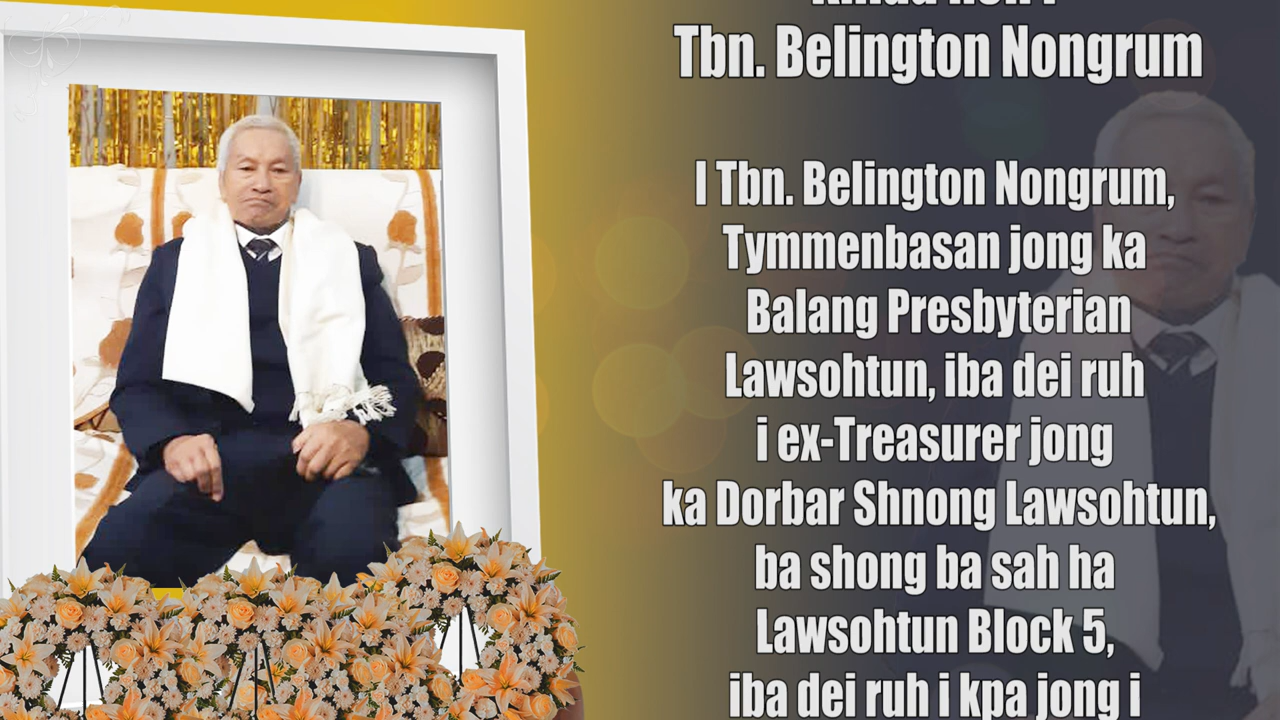 Tbn. Belington Nongrum
I Tbn. Belington Nongrum,
Tymmenbasan jong ka
Balang Presbyterian
Lawsohtun, iba dei ruh
i ex-Treasurer jong
ka Dorbar Shnong Lawsohtun,
ba shong ba sah ha
Lawsohtun Block 5,
iba dei ruh i kpa jong i